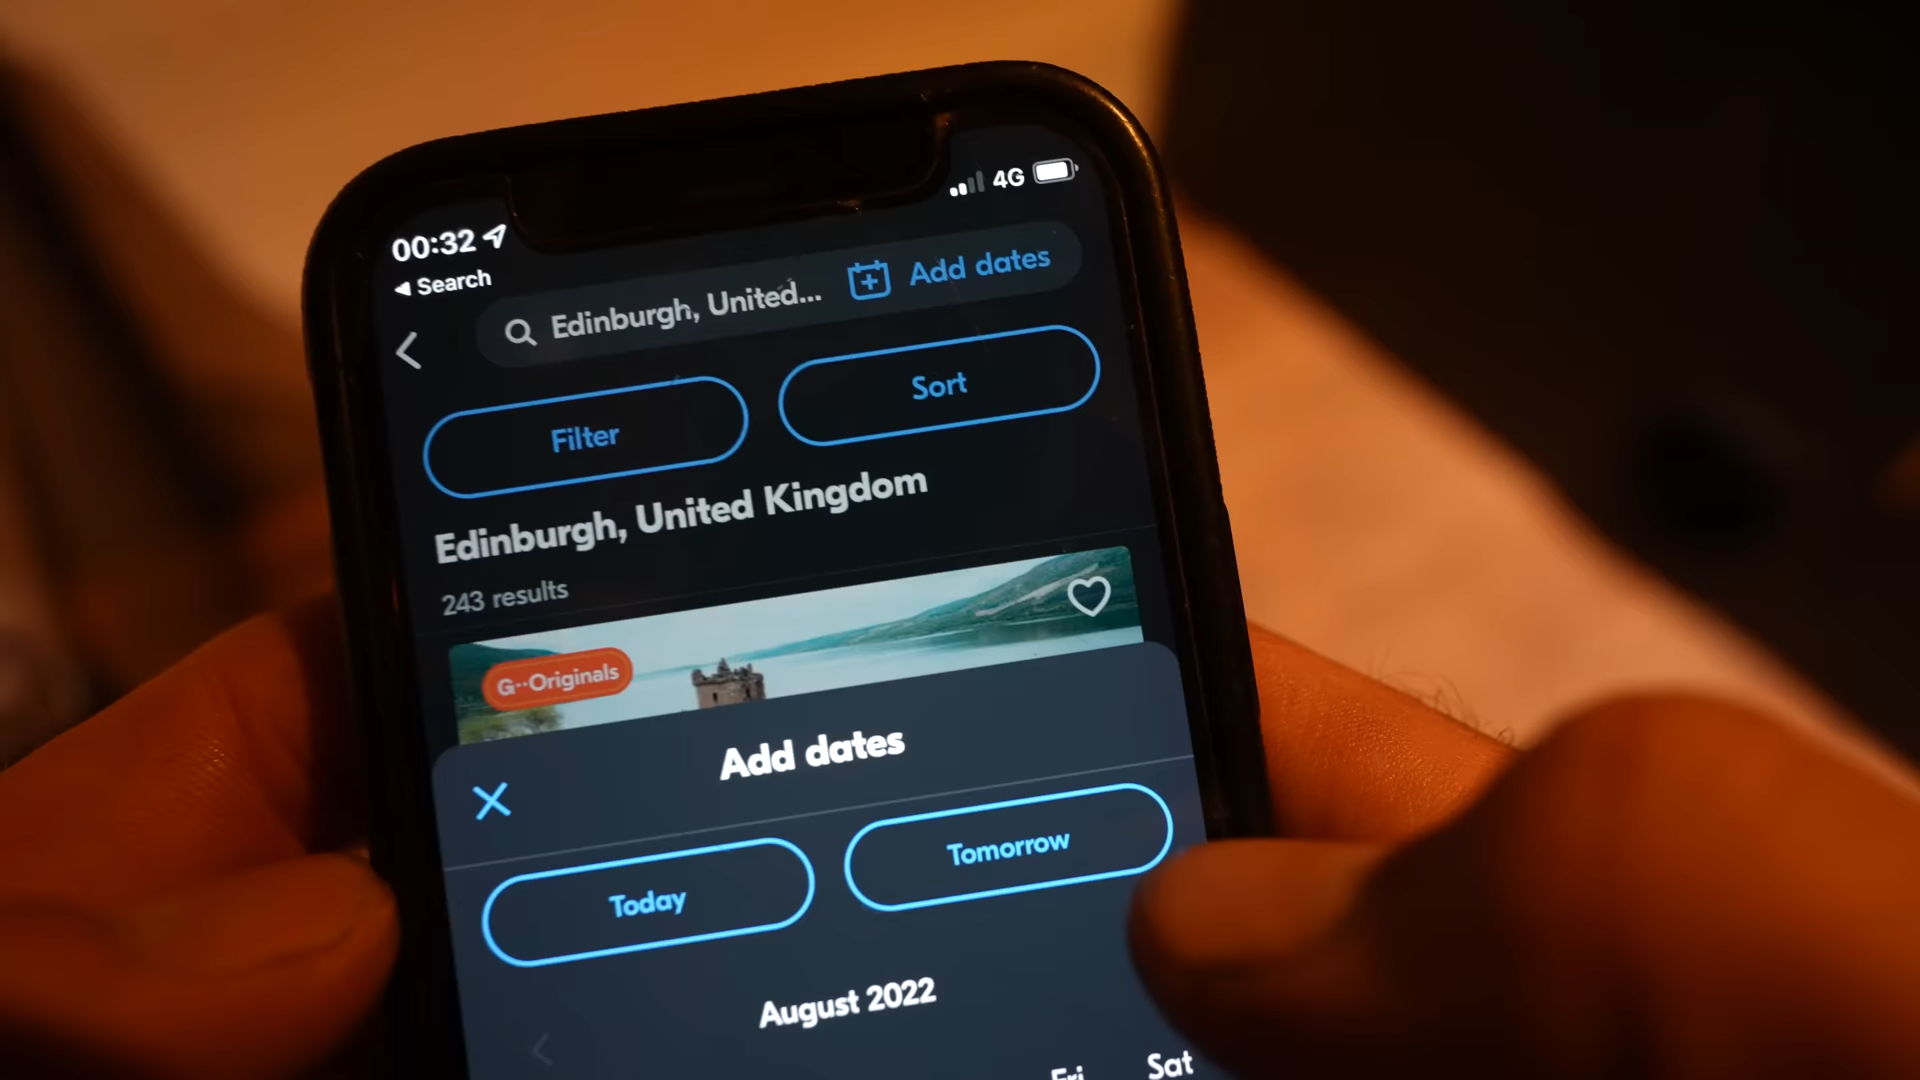 00:32
4G
Search
Edinburgh, United...
Add dates
Filter
Sort
Edinburgh, United Kingdom
243 results
G··Originals
Add dates
Today
Tomorrow
August 2022
Fri
Sat